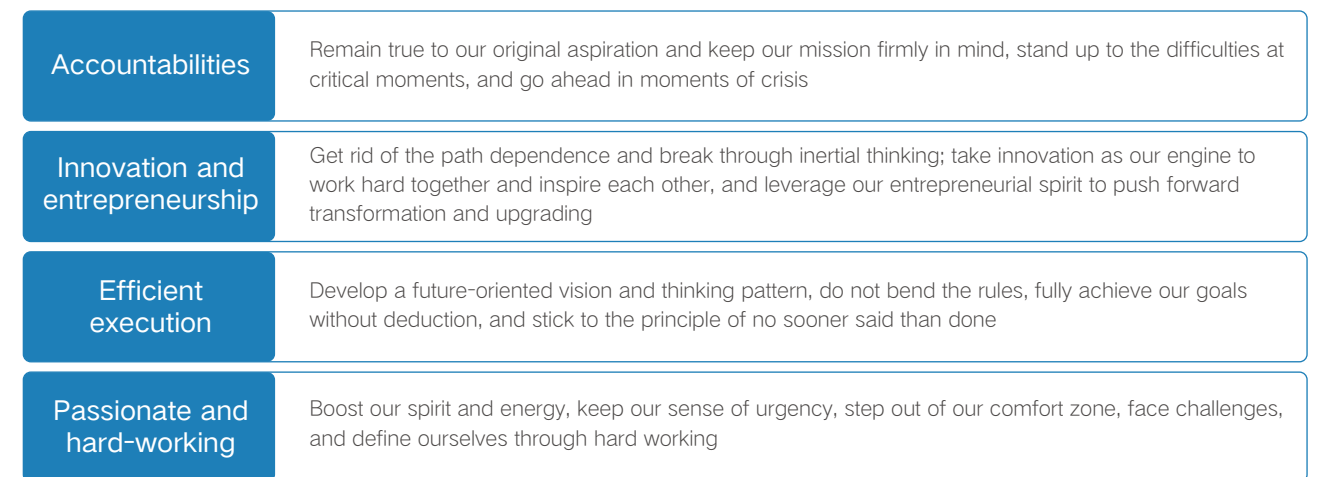 Accountabilities
Remain true to our original aspiration and keep our mission firmly in mind, stand up to the difficulties at
critical moments, and go ahead in moments of crisis
Innovation and
entrepreneurship
Get rid of the path dependence and break through inertial thinking; take innovation as our engine to
work hard together and inspire each other, and leverage our entrepreneurial spirit to push forward
transformation and upgrading
Efficient
execution
Develop a future-oriented vision and thinking pattern, do not bend the rules, fully achieve our goals
without deduction, and stick to the principle of no sooner said than done
Passionate and
hard-working
Boost our spirit and energy, keep our sense of urgency, step out of our comfort zone, face challenges,
and define ourselves through hard working